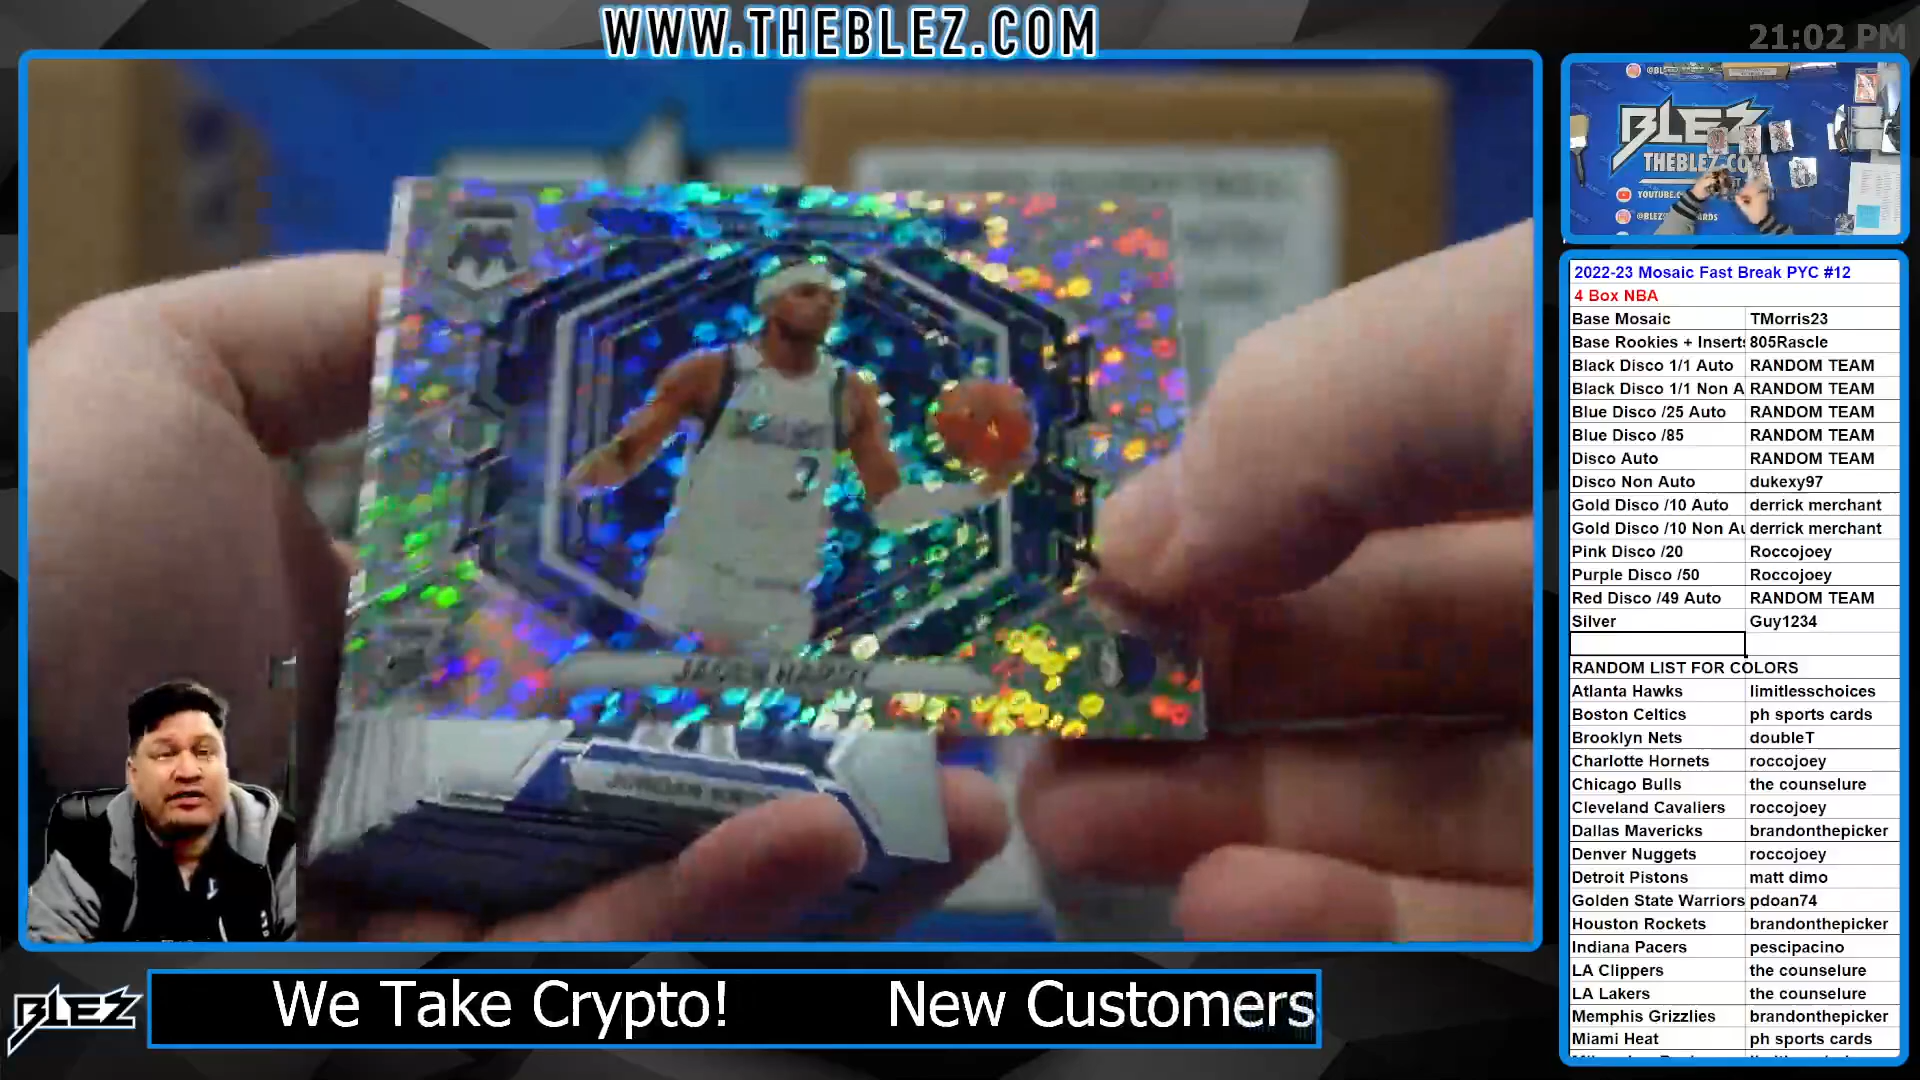 WWW.THEBLEZ.COM
21:02 PM
BLEZ
YOUTUBE.C
2022-23 Mosaic Fast Break PYC #12
4 Box NBA
Base Mosaic TMorris23
Base Rookies + Inserts 805Rascle
Black Disco 1/1 Auto RANDOM TEAM
Black Disco 1/1 Non A RANDOM TEAM
Blue Disco /25 Auto RANDOM TEAM
Blue Disco /85 RANDOM TEAM
Disco Auto RANDOM TEAM
Disco Non Auto dukexy97
Gold Disco /10 Auto derrick merchant
Gold Disco /10 Non Au derrick merchant
Pink Disco /20 Roccojoey
Purple Disco /50 Roccojoey
Red Disco /49 Auto RANDOM TEAM
Silver Guy1234
RANDOM LIST FOR COLORS
Atlanta Hawks limitlesschoices
Boston Celtics ph sports cards
Brooklyn Nets doubleT
Charlotte Hornets roccojoey
Chicago Bulls the counselure
Cleveland Cavaliers roccojoey
Dallas Mavericks brandonthepicker
Denver Nuggets roccojoey
Detroit Pistons matt dimo
Golden State Warriors pdoan74
Houston Rockets brandonthepicker
Indiana Pacers pescipacino
LA Clippers the counselure
LA Lakers the counselure
Memphis Grizzlies brandonthepicker
Miami Heat ph sports cards
BLEZ
We Take Crypto! New Customers